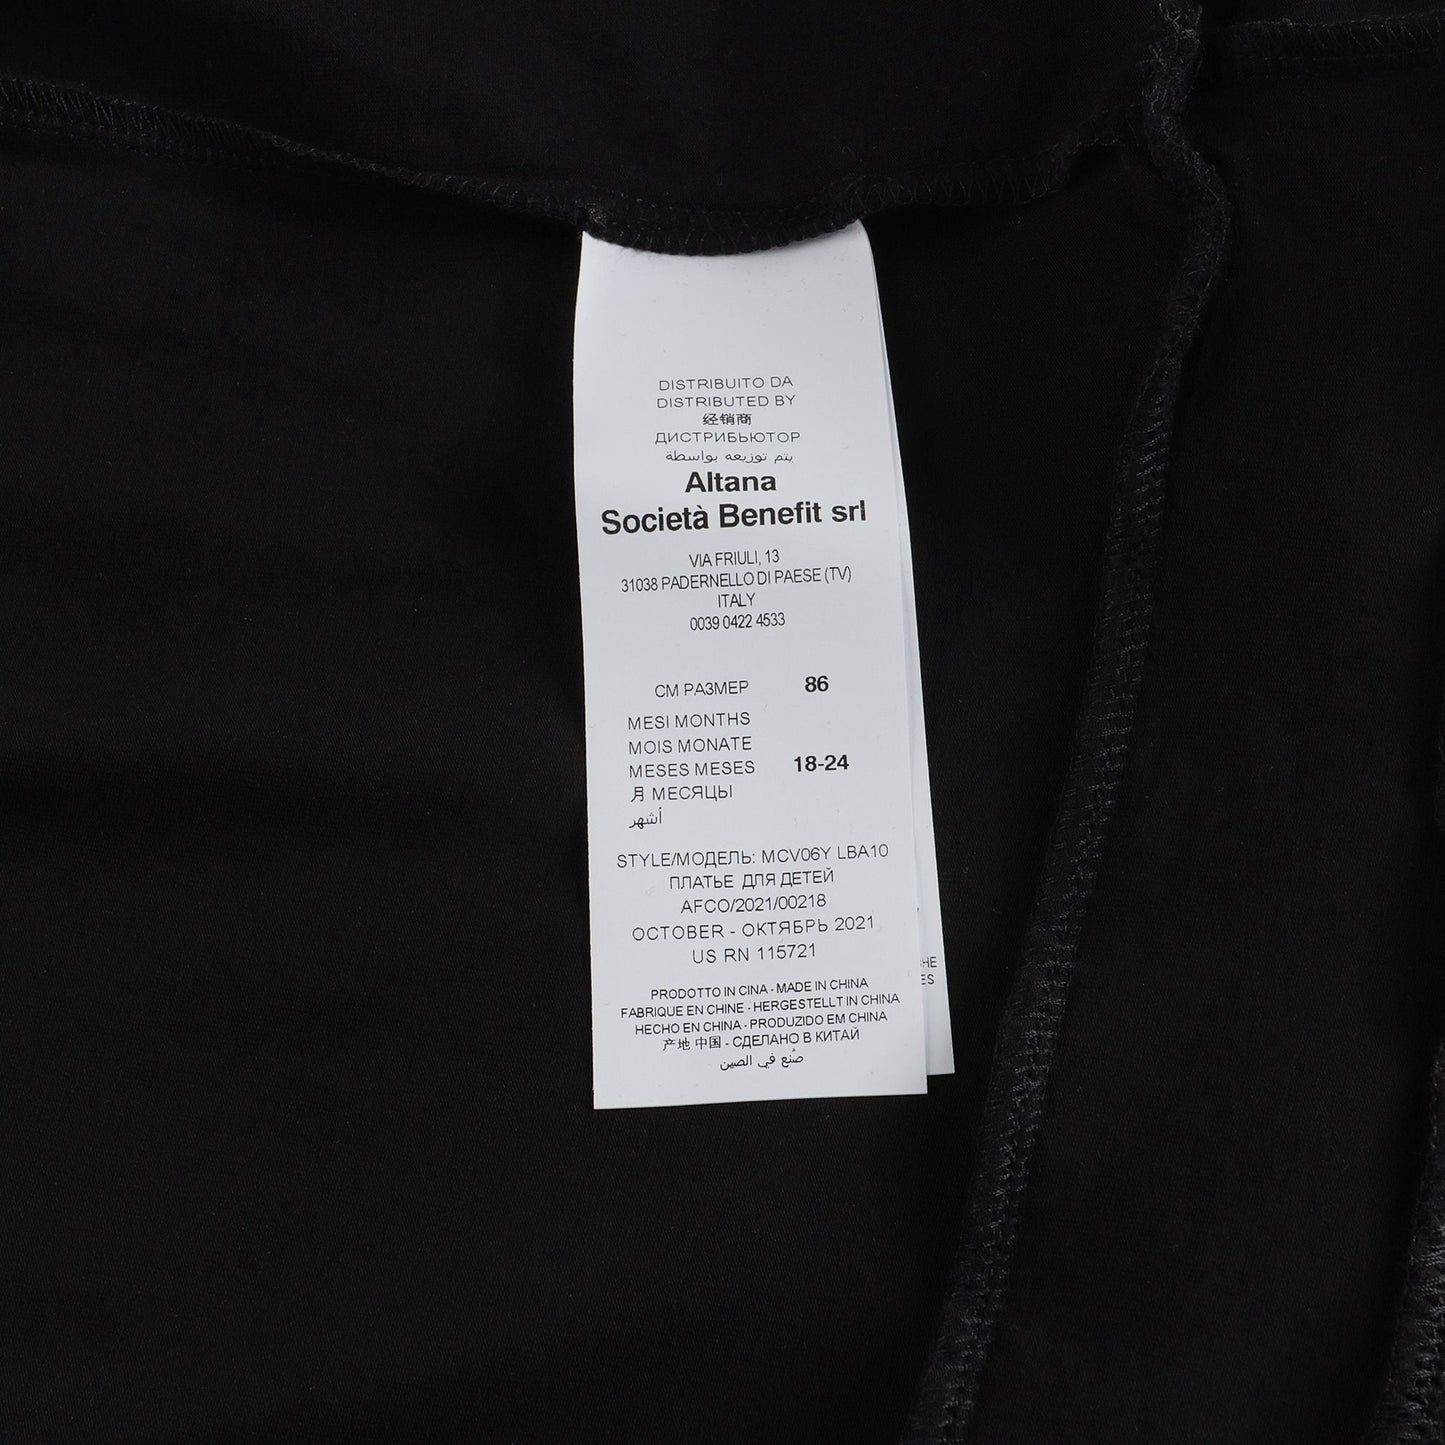 DISTRIBUITO DA
DISTRIBUTED BY
经销商
ДИСТРИБЬЮТОР
يتم توزيعه بواسطة
Altana
Società Benefit srl
VIA FRIULI, 13
31038 PADERNELLO DI PAESE (TV)
ITALY
0039 0422 4533
CM РАЗМЕР 86
MESI MONTHS
MOIS MONATE
MESES MESES 18-24
月 МЕСЯЦЫ
أشهر
STYLE/МОДЕЛЬ: MCV06Y LBA10
ПЛАТЬЕ ДЛЯ ДЕТЕЙ
AFCO/2021/00218
OCTOBER - ОКТЯБРЬ 2021
US RN 115721
PRODOTTO IN CINA - MADE IN CHINA
FABRIQUE EN CHINE - HERGESTELLT IN CHINA
HECHO EN CHINA - PRODUZIDO EM CHINA
产地 中国 - СДЕЛАНО В КИТАЙ
صُنع في الصين